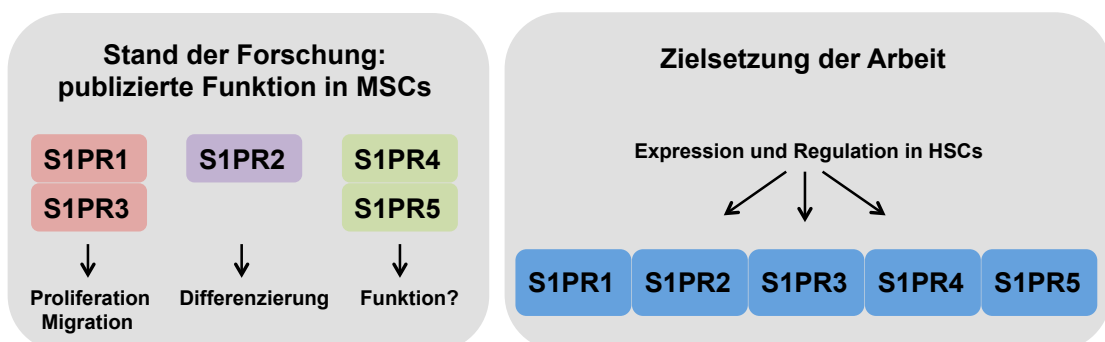 Stand der Forschung:
publizierte Funktion in MSCs
S1PR1
S1PR2
S1PR4
S1PR3
S1PR5
Proliferation
Migration
Differenzierung
Funktion?
Zielsetzung der Arbeit
Expression und Regulation in HSCs
S1PR1
S1PR2
S1PR3
S1PR4
S1PR5